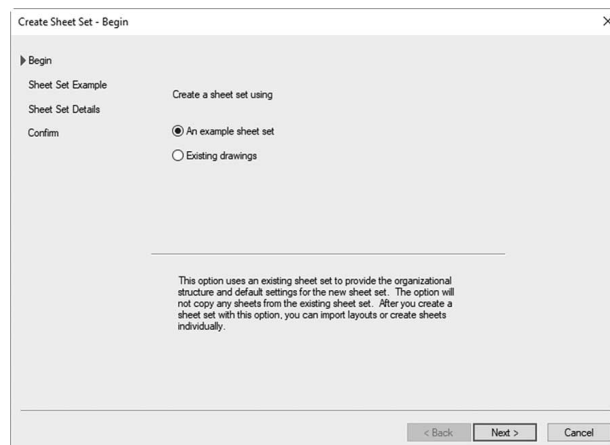 Create Sheet Set - Begin
Begin
Sheet Set Example
Sheet Set Details
Confirm
Create a sheet set using
An example sheet set
Existing drawings
This option uses an existing sheet set to provide the organizational
structure and default settings for the new sheet set. The option will
not copy any sheets from the existing sheet set. After you create a
sheet set with this option, you can import layouts or create sheets
individually.
< Back
Next >
Cancel